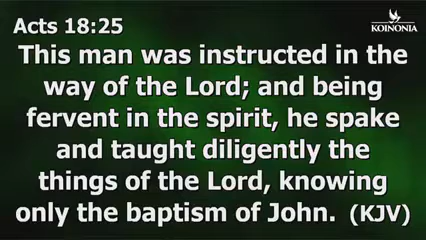 Acts 18:25
KOINONIA
This man was instructed in the
way of the Lord; and being
fervent in the spirit, he spake
and taught diligently the
things of the Lord, knowing
only the baptism of John. (KJV)